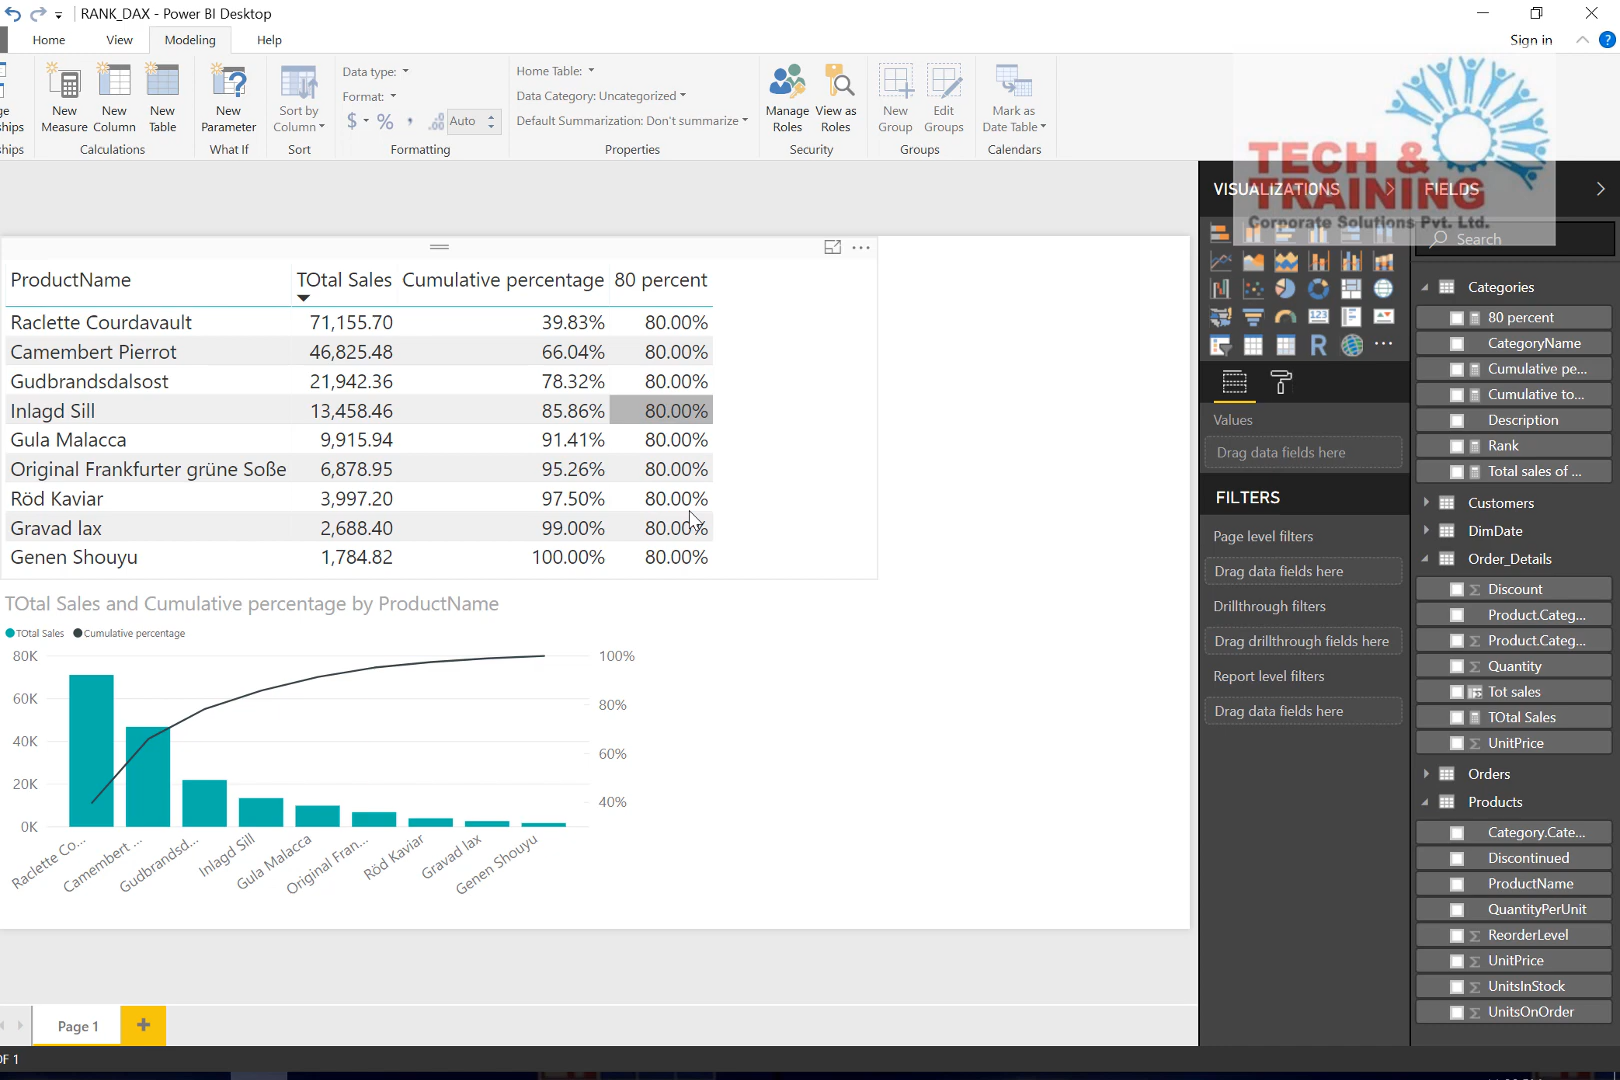 RANK_DAX - Power BI Desktop
Home View Modeling Help Sign in
New Measure
New Column
New Table
Calculations
New Parameter
What If
Sort by Column
Sort
Data type:
Format:
$ % , Auto
Formatting
Home Table:
Data Category: Uncategorized
Default Summarization: Don't summarize
Properties
Manage Roles
View as Roles
Security
New Group
Edit Groups
Groups
Mark as Date Table
Calendars
TECH &
TRAINING
Corporate Solutions Pvt. Ltd.
ProductName TOtal Sales Cumulative percentage 80 percent
Raclette Courdavault 71,155.70 39.83% 80.00%
Camembert Pierrot 46,825.48 66.04% 80.00%
Gudbrandsdalsost 21,942.36 78.32% 80.00%
Inlagd Sill 13,458.46 85.86% 80.00%
Gula Malacca 9,915.94 91.41% 80.00%
Original Frankfurter grüne Soße 6,878.95 95.26% 80.00%
Röd Kaviar 3,997.20 97.50% 80.00%
Gravad lax 2,688.40 99.00% 80.00%
Genen Shouyu 1,784.82 100.00% 80.00%
TOtal Sales and Cumulative percentage by ProductName
TOtal Sales Cumulative percentage
80K
60K
40K
20K
0K
100%
80%
60%
40%
Raclette Co...
Camembert ...
Gudbrandsd...
Inlagd Sill
Gula Malacca
Original Fran...
Röd Kaviar
Gravad lax
Genen Shouyu
Page 1
OF 1
VISUALIZATIONS
123
R
Values
Drag data fields here
FILTERS
Page level filters
Drag data fields here
Drillthrough filters
Drag drillthrough fields here
Report level filters
Drag data fields here
FIELDS
Search
Categories
80 percent
CategoryName
Cumulative pe...
Cumulative to...
Description
Rank
Total sales of ...
Customers
DimDate
Order_Details
Discount
Product.Categ...
Product.Categ...
Quantity
Tot sales
TOtal Sales
UnitPrice
Orders
Products
Category.Cate...
Discontinued
ProductName
QuantityPerUnit
ReorderLevel
UnitPrice
UnitsInStock
UnitsOnOrder